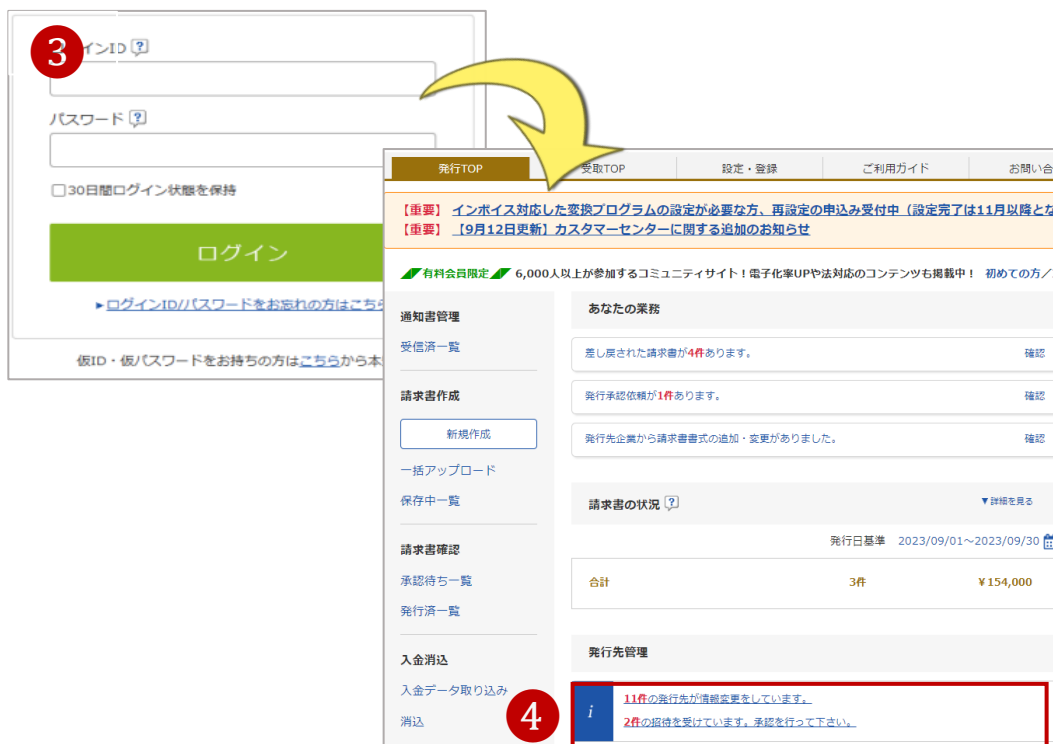 3
インID ?
パスワード ?
30日間ログイン状態を保持
ログイン
▶ログインID/パスワードをお忘れの方はこちら
仮ID・仮パスワードをお持ちの方はこちらから本
発行TOP
受取TOP
設定・登録
ご利用ガイド
お問い合
【重要】 インボイス対応した変換プログラムの設定が必要な方、再設定の申込み受付中（設定完了は11月以降とな
【重要】 【9月12日更新】カスタマーセンターに関する追加のお知らせ
有料会員限定 6,000人以上が参加するコミュニティサイト！電子化率UPや法対応のコンテンツも掲載中！ 初めての方／
通知書管理
受信済一覧
請求書作成
新規作成
一括アップロード
保存中一覧
請求書確認
承認待ち一覧
発行済一覧
入金消込
入金データ取り込み
消込
あなたの業務
差し戻された請求書が4件あります。 確認
発行承認依頼が1件あります。 確認
発行先企業から請求書書式の追加・変更がありました。 確認
請求書の状況 ? ▼詳細を見る
発行日基準 2023/09/01～2023/09/30
合計 3件 ¥154,000
発行先管理
4
i
11件の発行先が情報変更をしています。
2件の招待を受けています。承認を行って下さい。